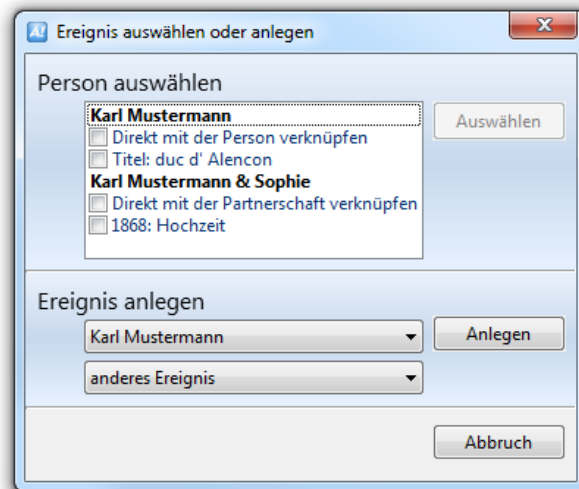 A!
Ereignis auswählen oder anlegen
Person auswählen
Karl Mustermann
Direkt mit der Person verknüpfen
Titel: duc d' Alencon
Karl Mustermann & Sophie
Direkt mit der Partnerschaft verknüpfen
1868: Hochzeit
Auswählen
Ereignis anlegen
Karl Mustermann
Anlegen
anderes Ereignis
Abbruch